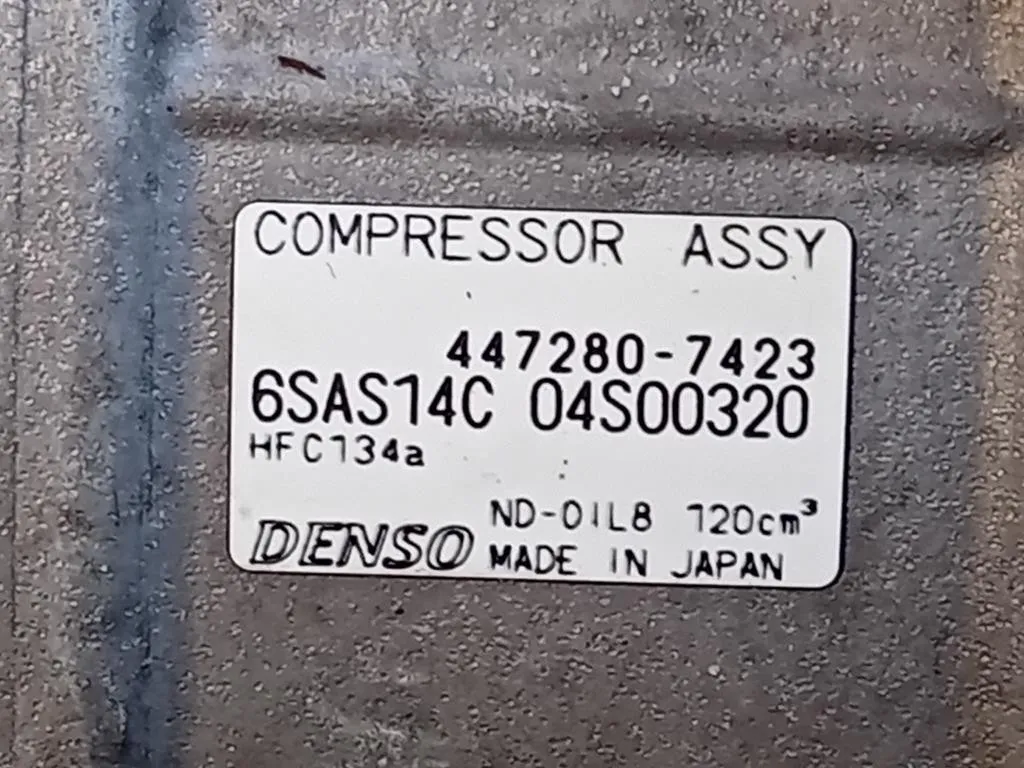 COMPRESSOR ASSY
447280-7423
6SAS14C 04S00320
HFC134a
ND-OIL8 120cm³
DENSO MADE IN JAPAN